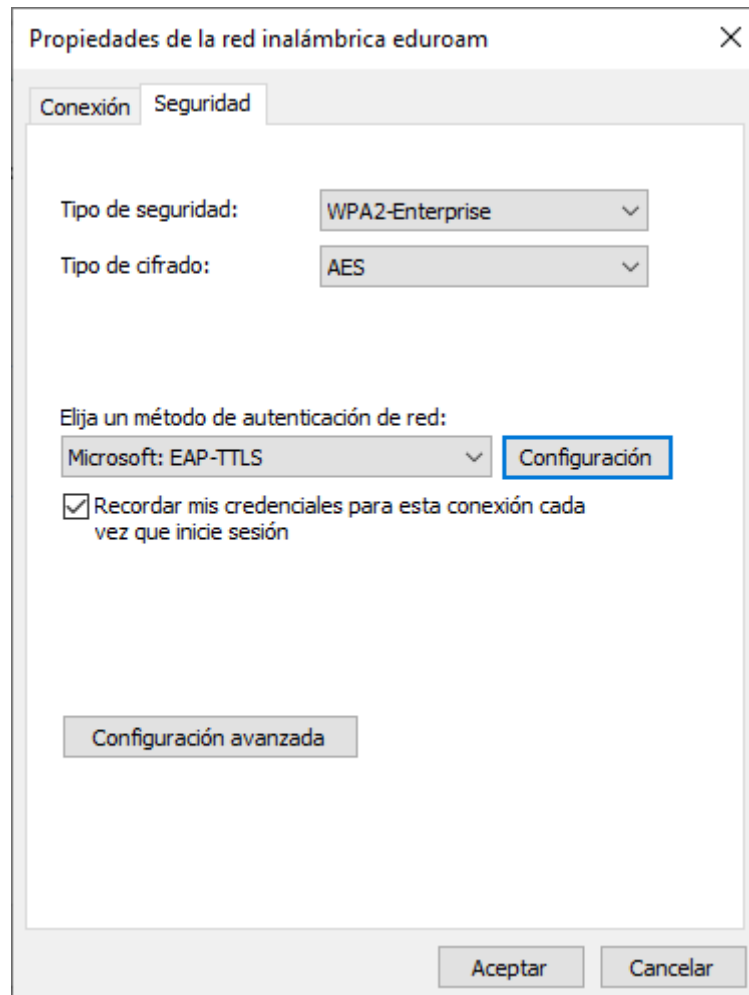 Propiedades de la red inalámbrica eduroam
Conexión
Seguridad
Tipo de seguridad:
WPA2-Enterprise
Tipo de cifrado:
AES
Elija un método de autenticación de red:
Microsoft: EAP-TTLS
Configuración
Recordar mis credenciales para esta conexión cada
vez que inicie sesión
Configuración avanzada
Aceptar
Cancelar